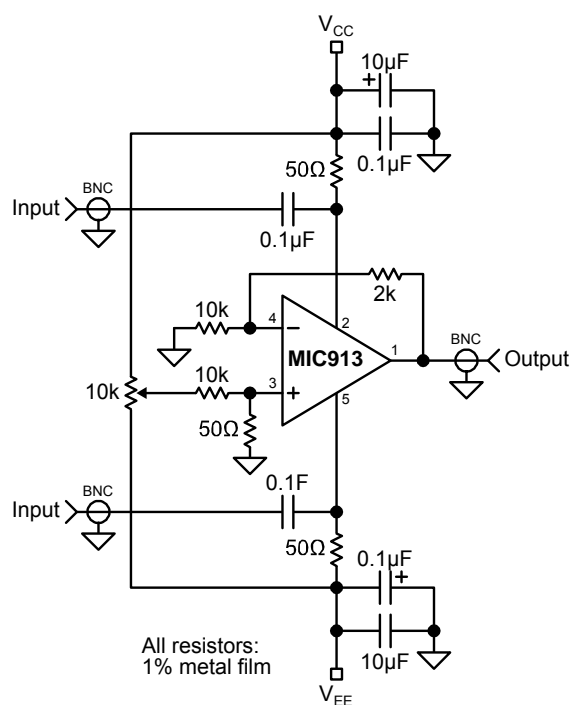 VCC
10µF
+
50Ω
0.1µF
BNC
Input
0.1µF
2k
10k
4
−
2
MIC913
1
BNC
Output
10k
10k
3
+
5
50Ω
0.1F
BNC
Input
50Ω
0.1µF
+
10µF
All resistors:
1% metal film
VEE